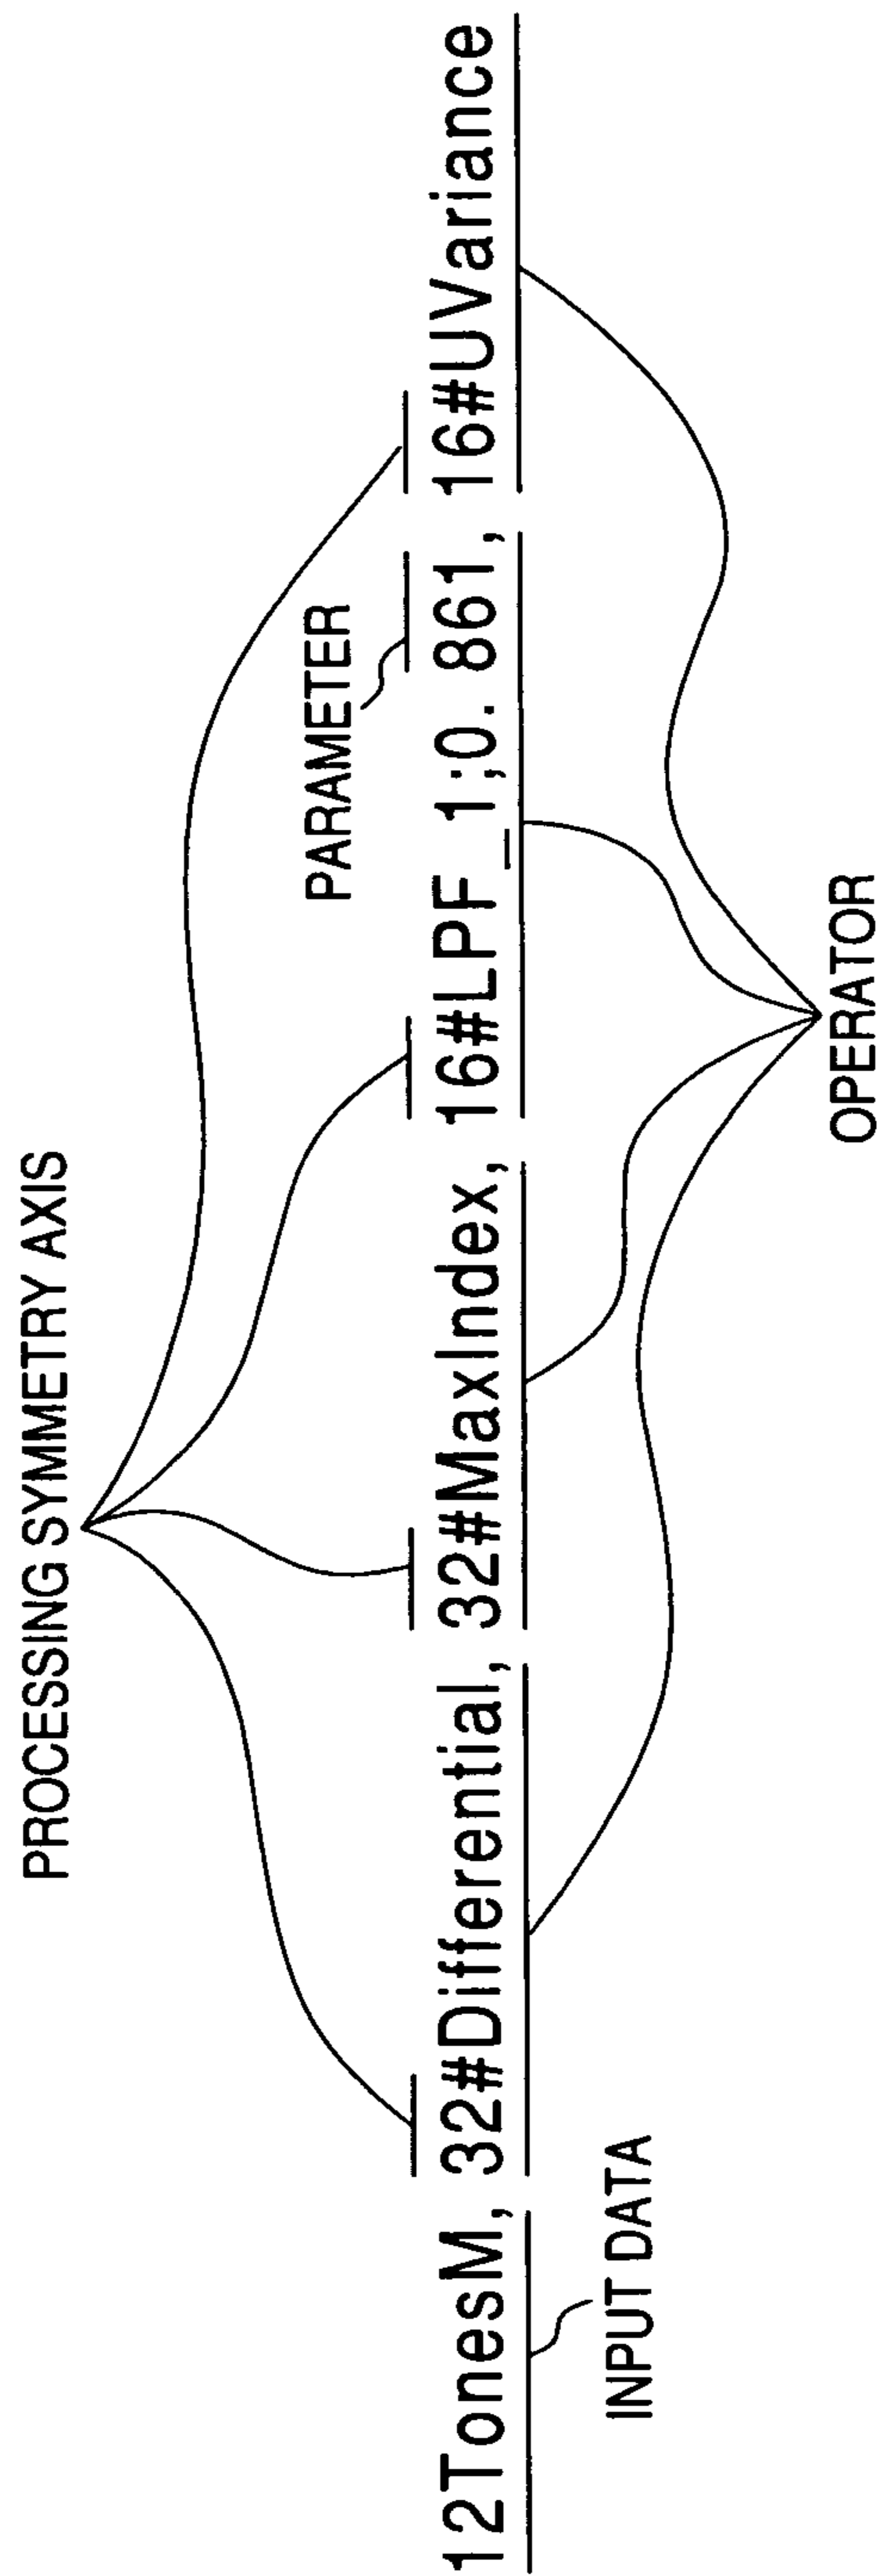 PROCESSING SYMMETRY AXIS
PARAMETER
12TonesM, 32#Differential, 32#MaxIndex, 16#LPF_1;0. 861, 16#UVariance
INPUT DATA
OPERATOR